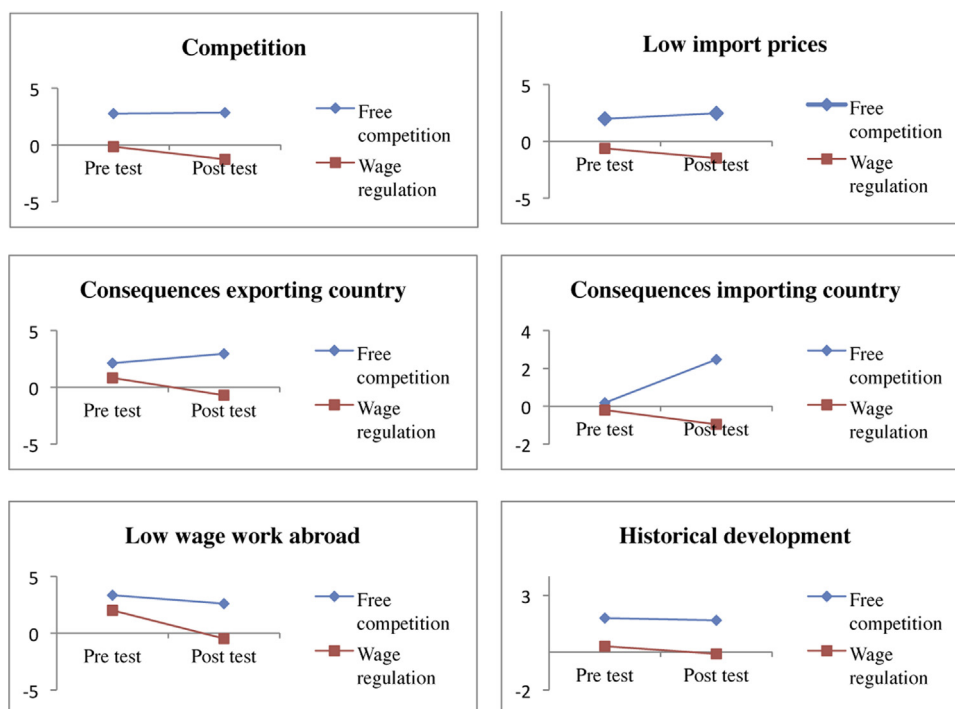 Competition
5
0
-5
Pre test
Post test
Free
competition
Wage
regulation
Low import prices
5
0
-5
Pre test
Post test
Free
competition
Wage
regulation
Consequences exporting country
5
0
-5
Pre test
Post test
Free
competition
Wage
regulation
Consequences importing country
4
2
0
-2
Pre test
Post test
Free
competition
Wage
regulation
Low wage work abroad
5
0
-5
Pre test
Post test
Free
competition
Wage
regulation
Historical development
3
-2
Pre test
Post test
Free
competition
Wage
regulation